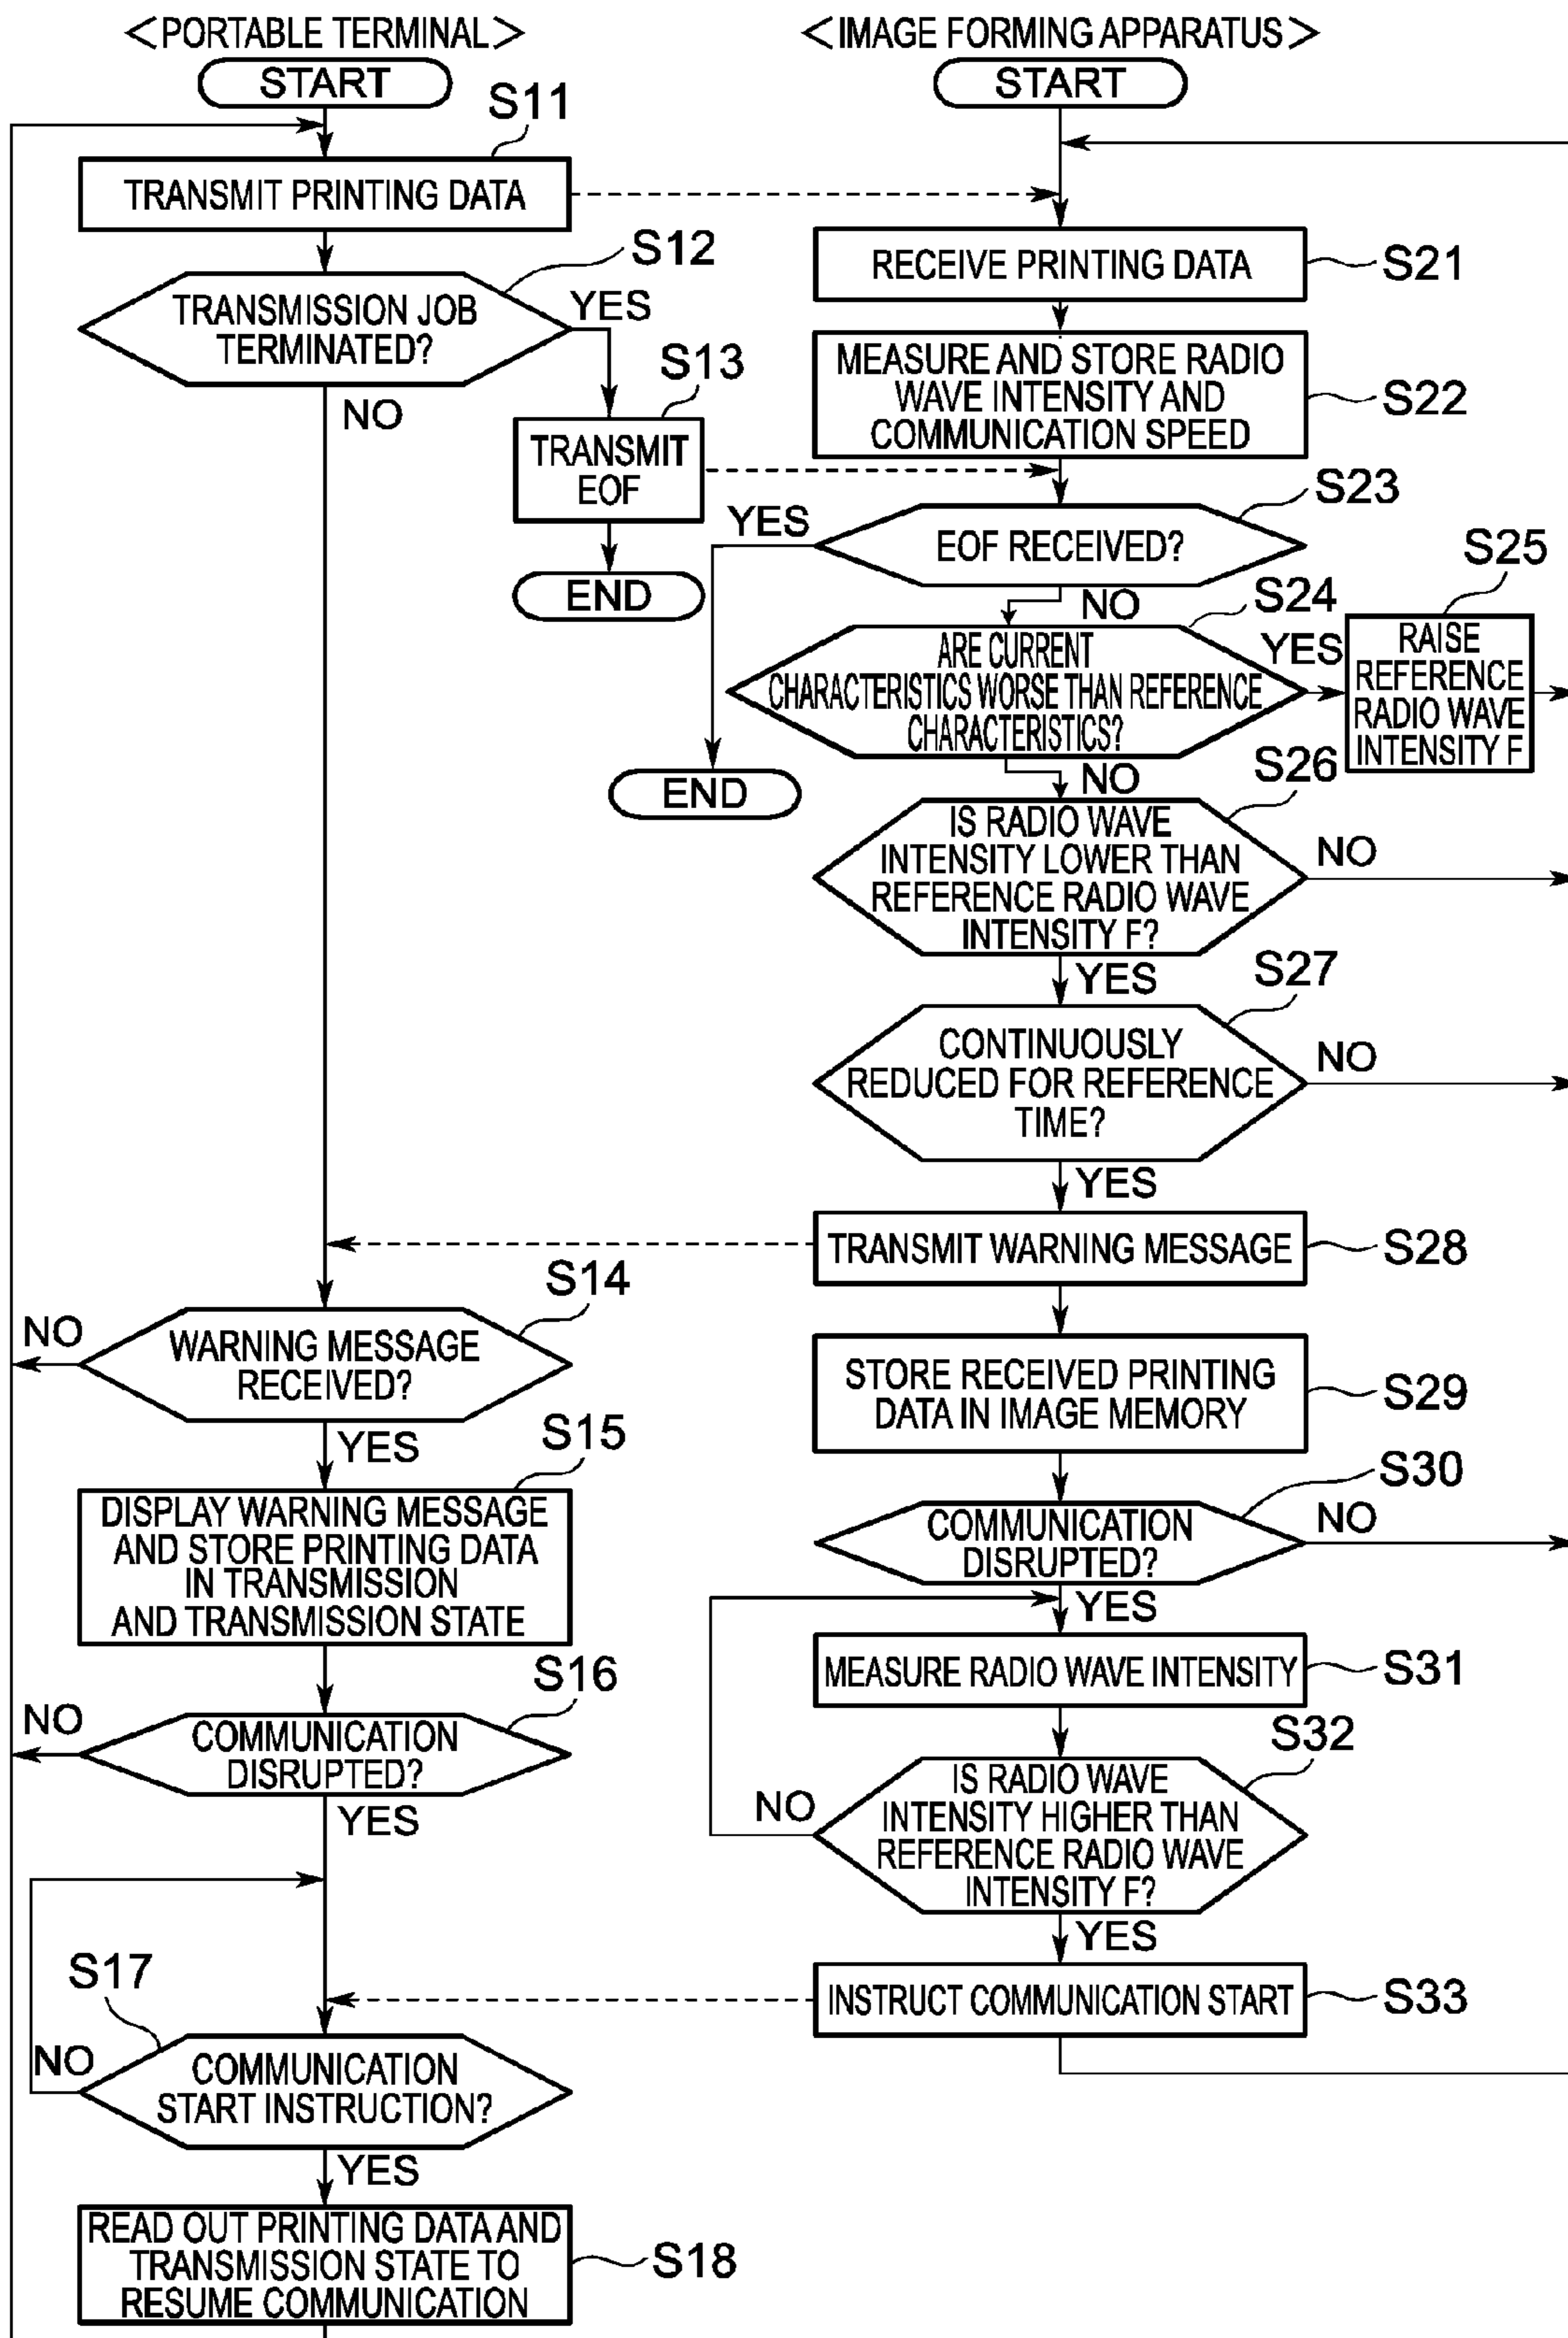 <PORTABLE TERMINAL>
START
S11
TRANSMIT PRINTING DATA
S12
TRANSMISSION JOB
TERMINATED?
YES
NO
S13
TRANSMIT
EOF
END
S14
WARNING MESSAGE
RECEIVED?
NO
YES
S15
DISPLAY WARNING MESSAGE
AND STORE PRINTING DATA
IN TRANSMISSION
AND TRANSMISSION STATE
S16
COMMUNICATION
DISRUPTED?
NO
YES
S17
COMMUNICATION
START INSTRUCTION?
NO
YES
READ OUT PRINTING DATA AND
TRANSMISSION STATE TO
RESUME COMMUNICATION
S18
<IMAGE FORMING APPARATUS>
START
RECEIVE PRINTING DATA
S21
MEASURE AND STORE RADIO
WAVE INTENSITY AND
COMMUNICATION SPEED
S22
S23
EOF RECEIVED?
YES
END
NO
S24
ARE CURRENT
CHARACTERISTICS WORSE THAN REFERENCE
CHARACTERISTICS?
YES
S25
RAISE
REFERENCE
RADIO WAVE
INTENSITY F
NO
S26
IS RADIO WAVE
INTENSITY LOWER THAN
REFERENCE RADIO WAVE
INTENSITY F?
NO
YES
S27
CONTINUOUSLY
REDUCED FOR REFERENCE
TIME?
NO
YES
TRANSMIT WARNING MESSAGE
S28
STORE RECEIVED PRINTING
DATA IN IMAGE MEMORY
S29
S30
COMMUNICATION
DISRUPTED?
NO
YES
MEASURE RADIO WAVE INTENSITY
S31
S32
IS RADIO WAVE
INTENSITY HIGHER THAN
REFERENCE RADIO WAVE
INTENSITY F?
NO
YES
INSTRUCT COMMUNICATION START
S33